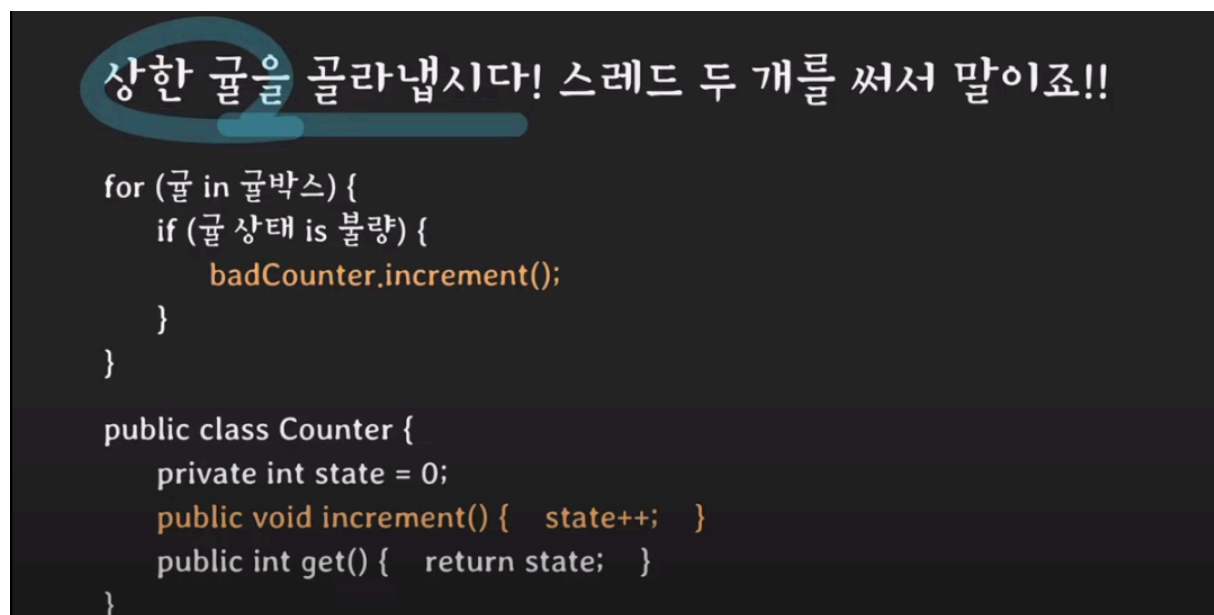 상한 귤을 골라냅시다! 스레드 두 개를 써서 말이죠!!
for (귤 in 귤박스) {
if (귤 상태 is 불량) {
badCounter.increment();
}
}
public class Counter {
private int state = 0;
public void increment() { state++; }
public int get() { return state; }
}